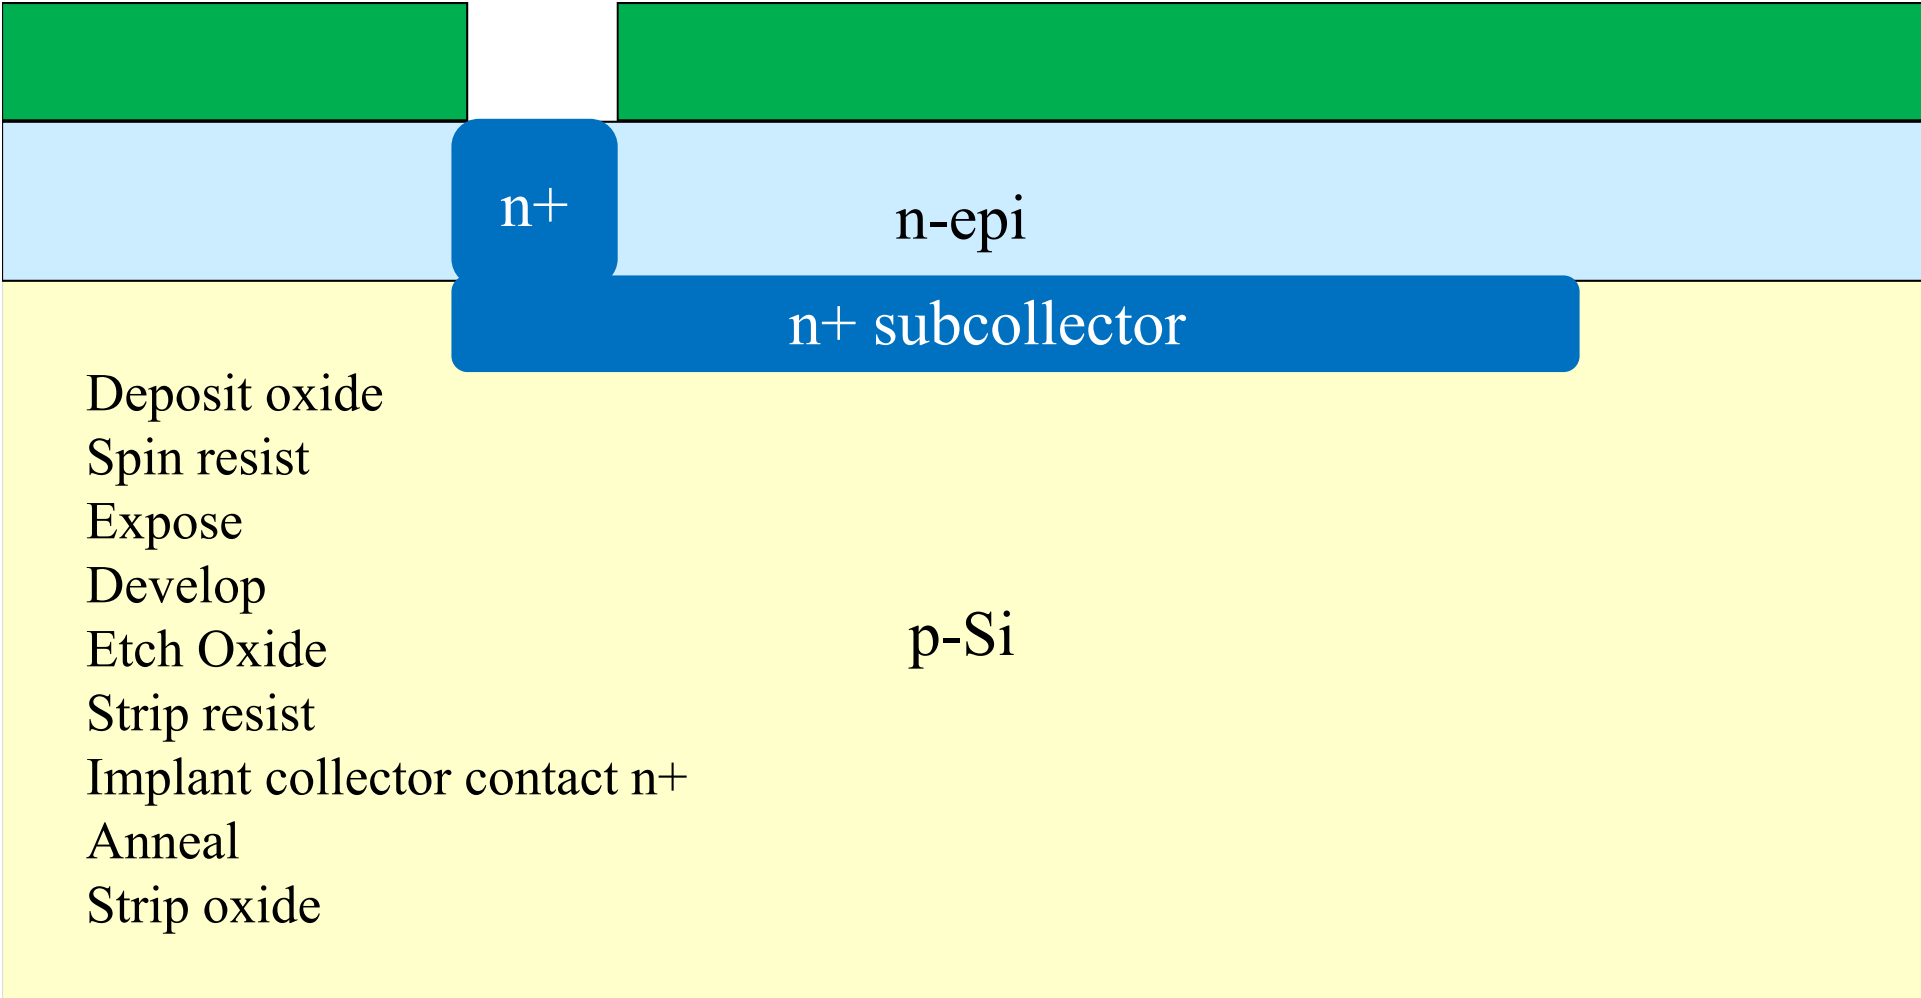 n+
n-epi
n+ subcollector
Deposit oxide
Spin resist
Expose
Develop
Etch Oxide
Strip resist
Implant collector contact n+
Anneal
Strip oxide
p-Si